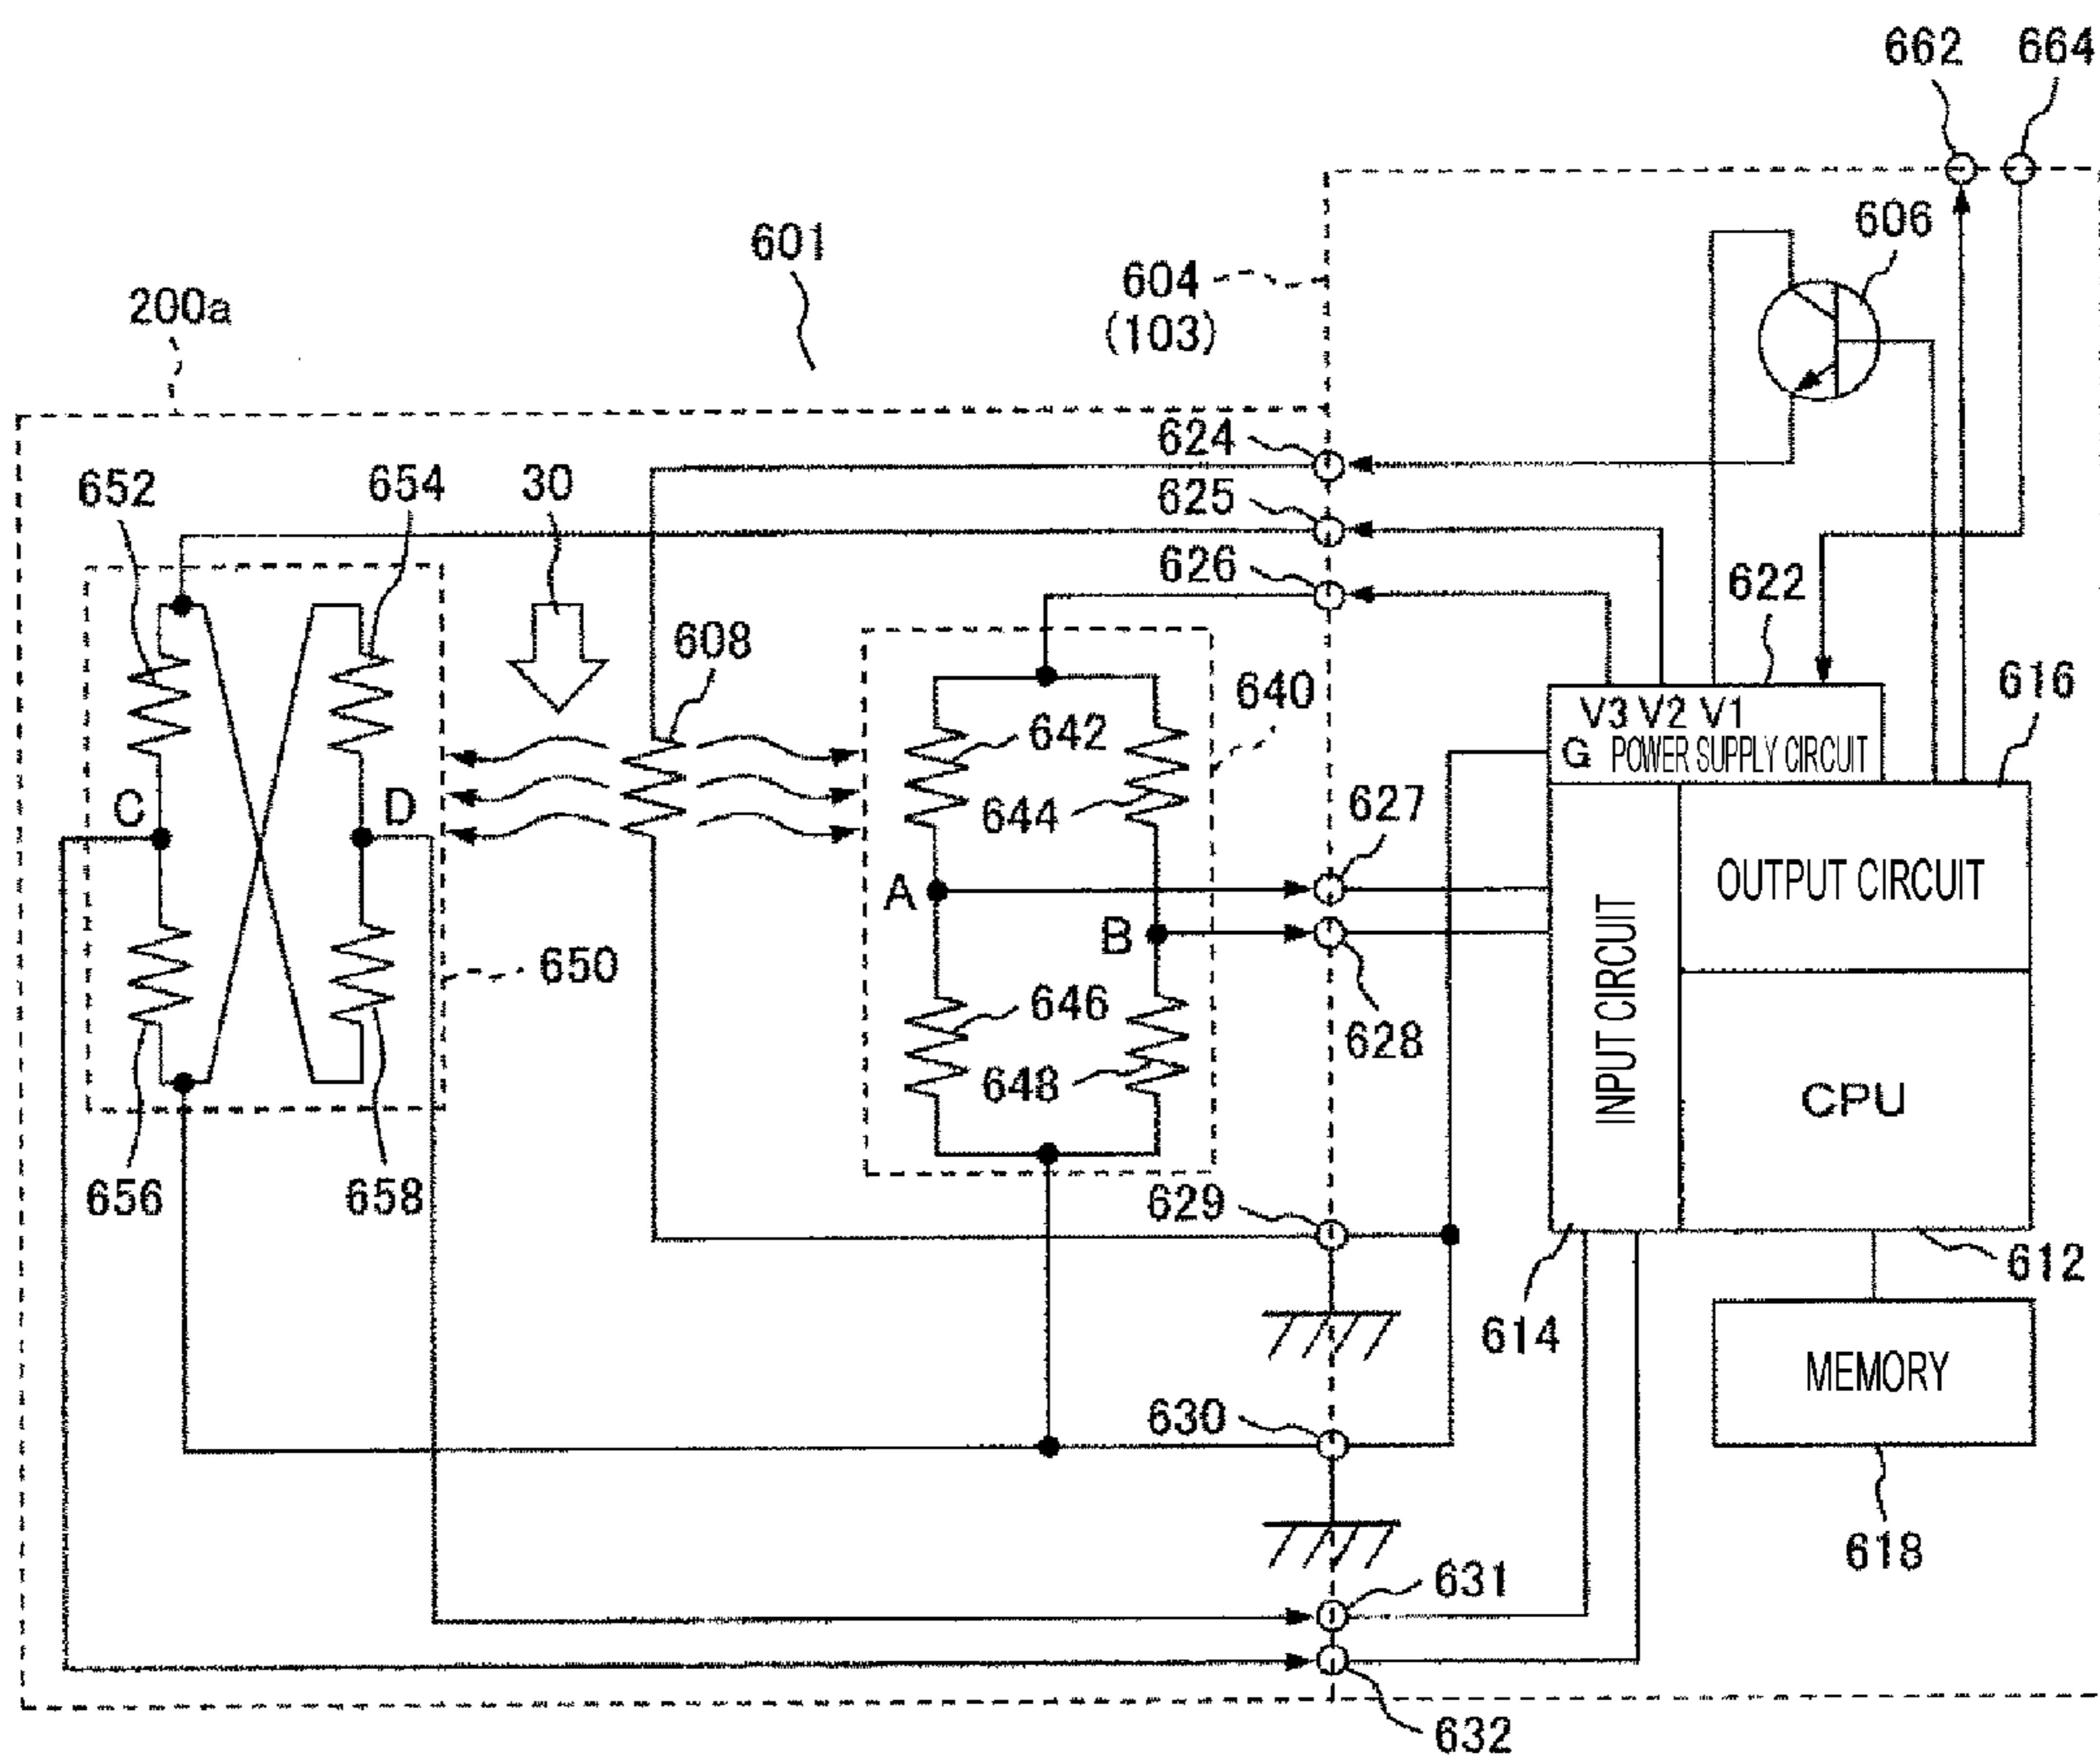 662 664
606
601
604
(103)
200a
624
652 654 30 625
626 622
608
V3 V2 V1
G POWER SUPPLY CIRCUIT
616
640
642
644
627
C D
A B
OUTPUT CIRCUIT
INPUT CIRCUIT
650
646
648
628
CPU
656 658
629
612
614
MEMORY
630
618
631
632